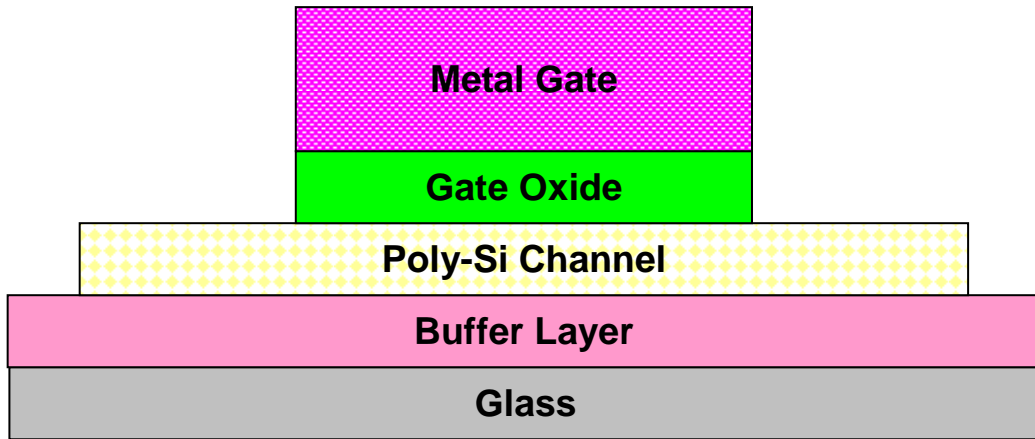 Metal Gate
Gate Oxide
Poly-Si Channel
Buffer Layer
Glass